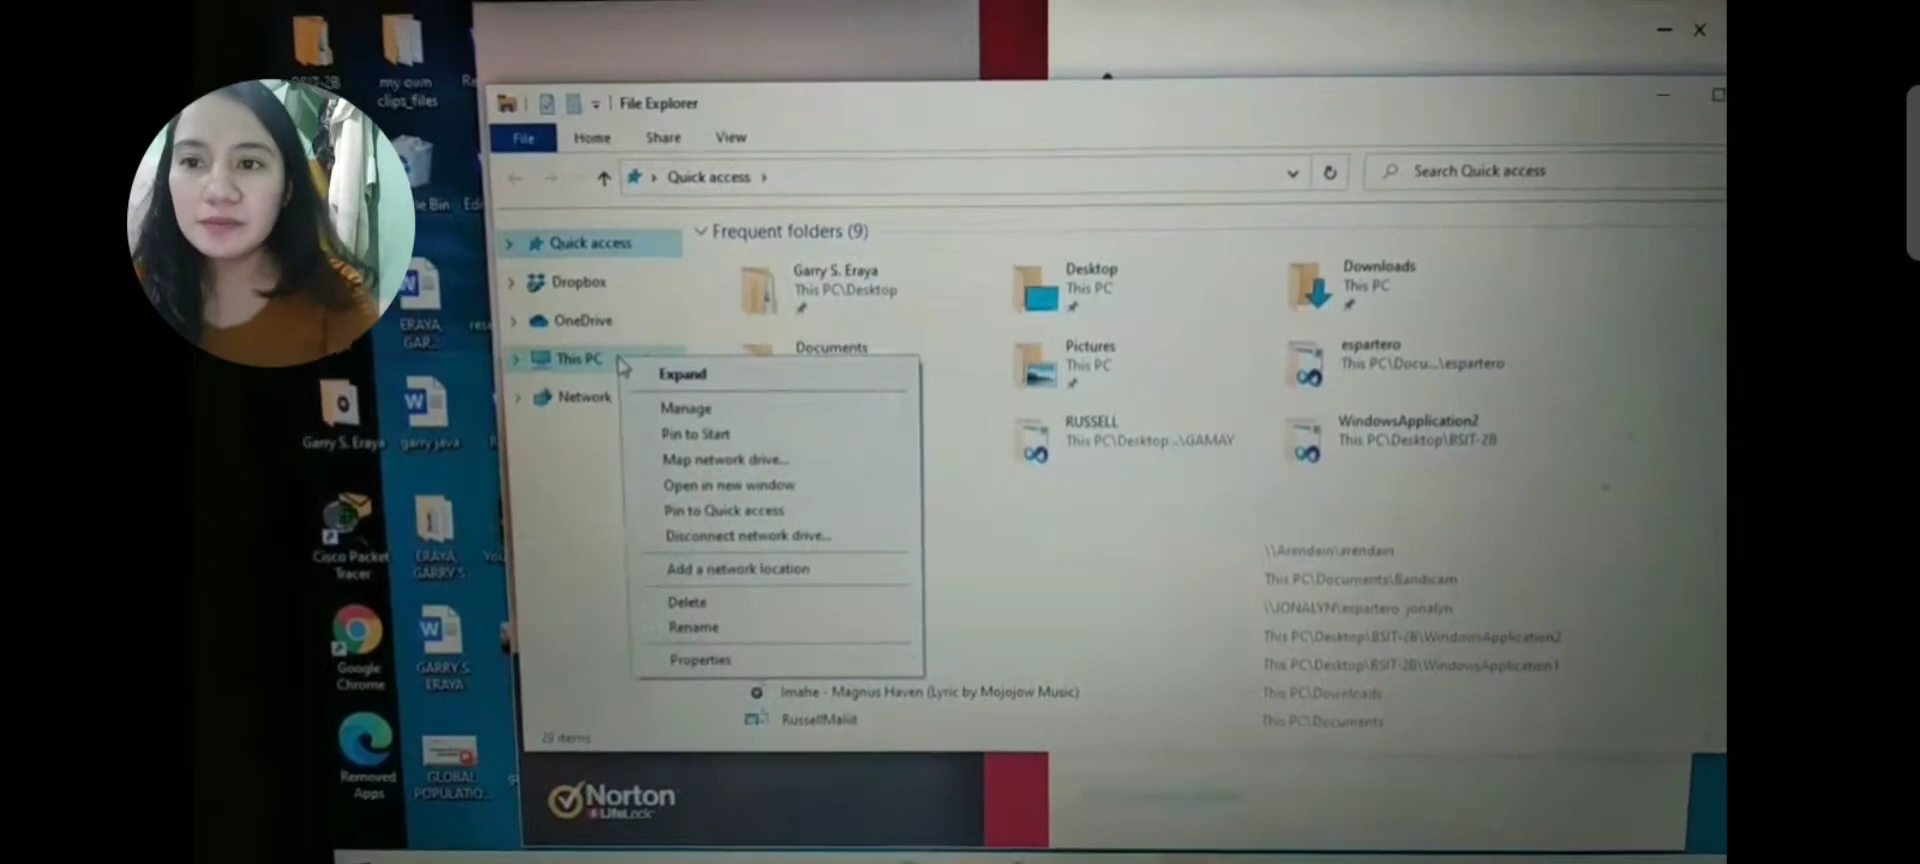 BSIT-2B
my own
clips_files
File Explorer
File
Home
Share
View
Quick access
Search Quick access
Quick access
Dropbox
OneDrive
This PC
Network
Frequent folders (9)
Garry S. Eraya
This PC\Desktop
Desktop
This PC
Downloads
This PC
Documents
Pictures
This PC
espartero
This PC\Docu...\espartero
RUSSELL
This PC\Desktop...\GAMAY
WindowsApplication2
This PC\Desktop\BSIT-2B
Expand
Manage
Pin to Start
Map network drive...
Open in new window
Pin to Quick access
Disconnect network drive...
Add a network location
Delete
Rename
Properties
\\Arendain\arendain
This PC\Documents\Bandicam
\\JONALYN\espartero jonalyn
This PC\Desktop\BSIT-2B\WindowsApplication2
This PC\Desktop\BSIT-2B\WindowsApplication1
This PC\Downloads
This PC\Documents
Imahe - Magnus Haven (Lyric by Mojojow Music)
RussellMaliit
29 items
Bin
ERAYA,
GAR...
Garry S. Eraya
garry java
Cisco Packet
Tracer
ERAYA,
GARRY S
Google
Chrome
GARRY S.
ERAYA
Removed
Apps
GLOBAL
POPULATIO...
Norton
LifeLock